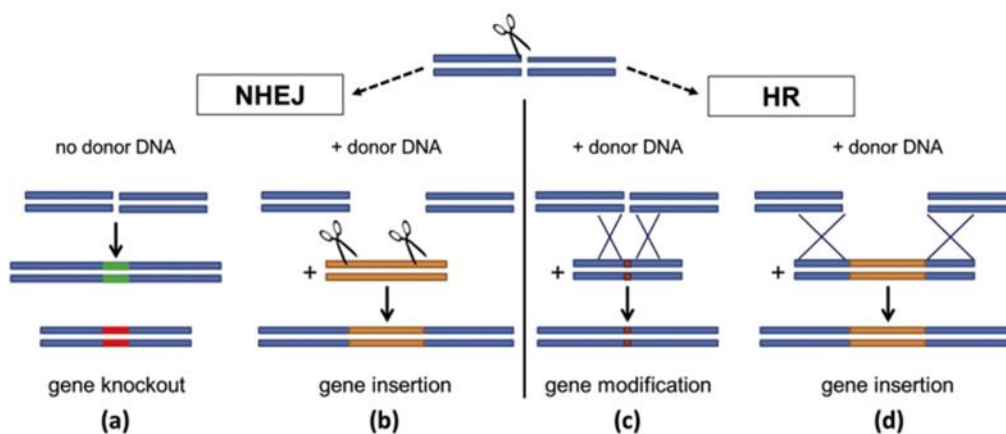 NHEJ
HR
no donor DNA
+ donor DNA
+ donor DNA
+ donor DNA
+
+
+
gene knockout
gene insertion
gene modification
gene insertion
(a)
(b)
(c)
(d)